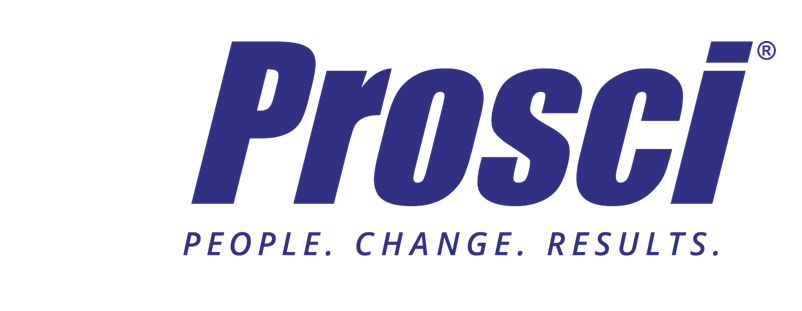 Prosci®
PEOPLE. CHANGE. RESULTS.